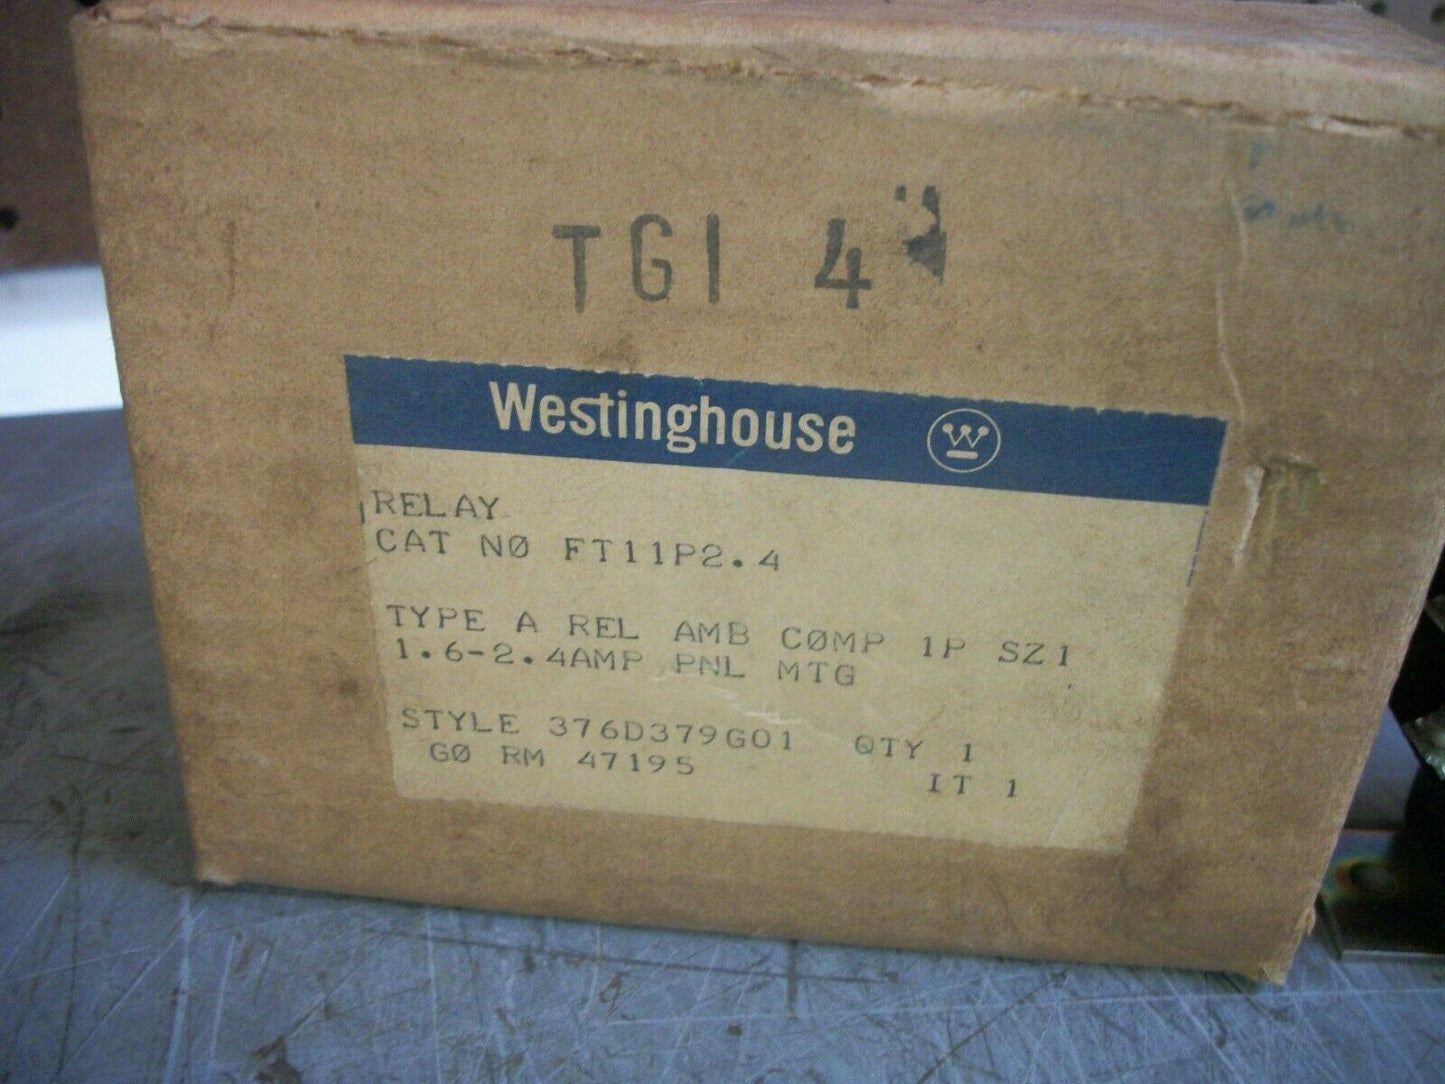 TGI 4
Westinghouse
RELAY
CAT NØ FT11P2.4
TYPE A REL AMB CØMP 1P SZ1
1.6-2.4AMP PNL MTG
STYLE 376D379G01 QTY 1
GØ RM 47195 IT 1